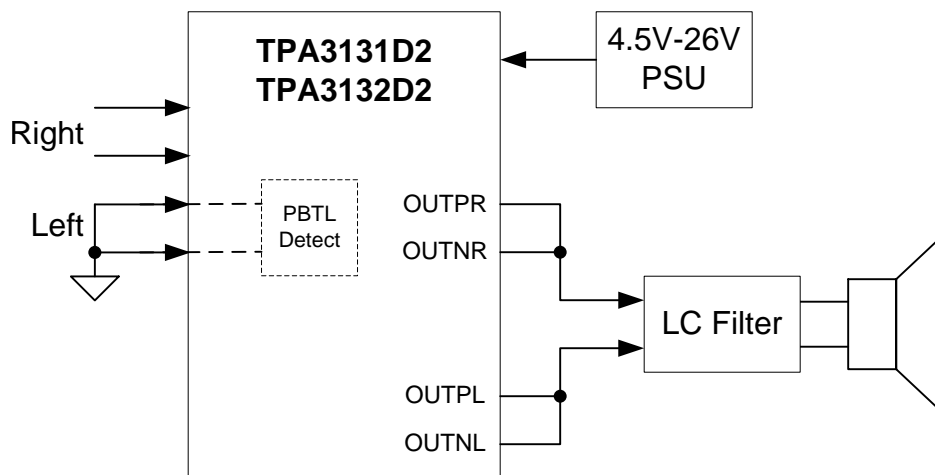 TPA3131D2
TPA3132D2
4.5V-26V
PSU
Right
Left
PBTL
Detect
OUTPR
OUTNR
LC Filter
OUTPL
OUTNL